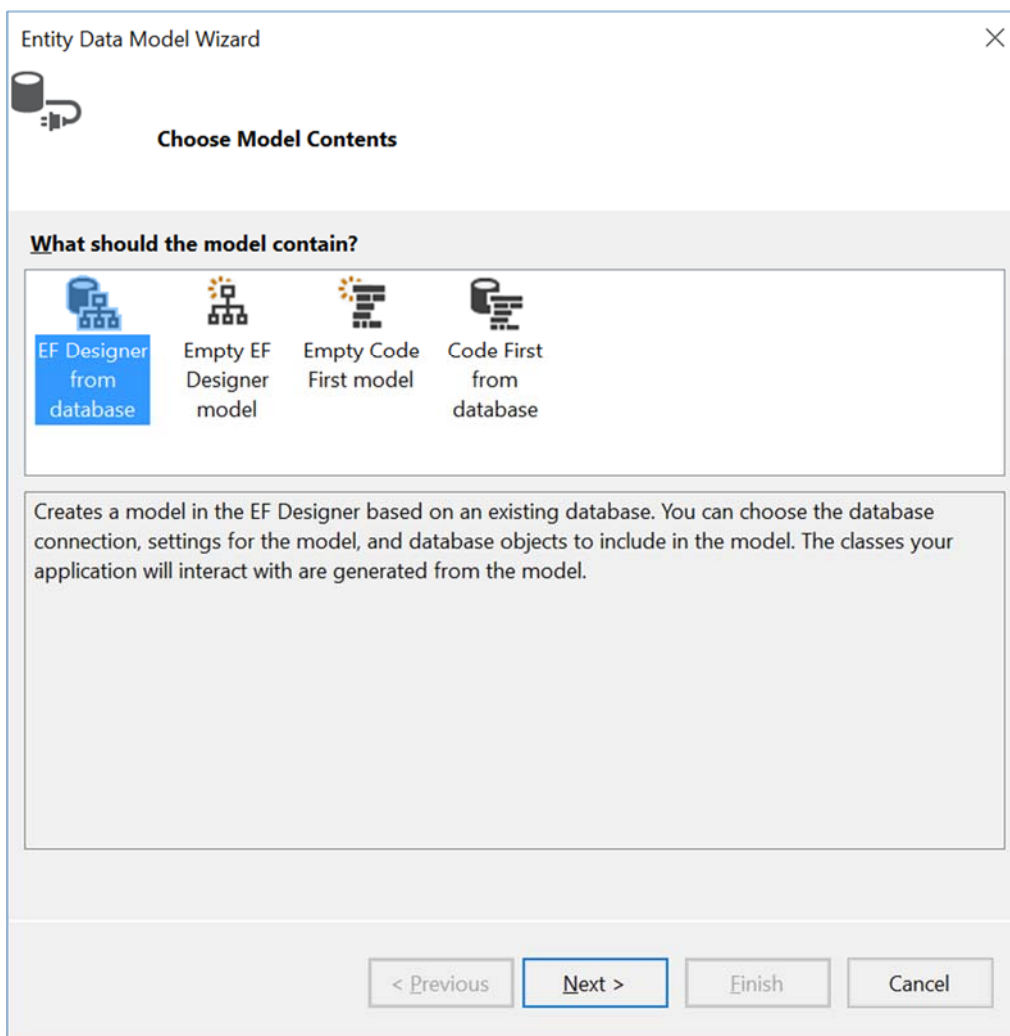 Entity Data Model Wizard
Choose Model Contents
What should the model contain?
EF Designer
from
database
Empty EF
Designer
model
Empty Code
First model
Code First
from
database
Creates a model in the EF Designer based on an existing database. You can choose the database
connection, settings for the model, and database objects to include in the model. The classes your
application will interact with are generated from the model.
< Previous
Next >
Finish
Cancel